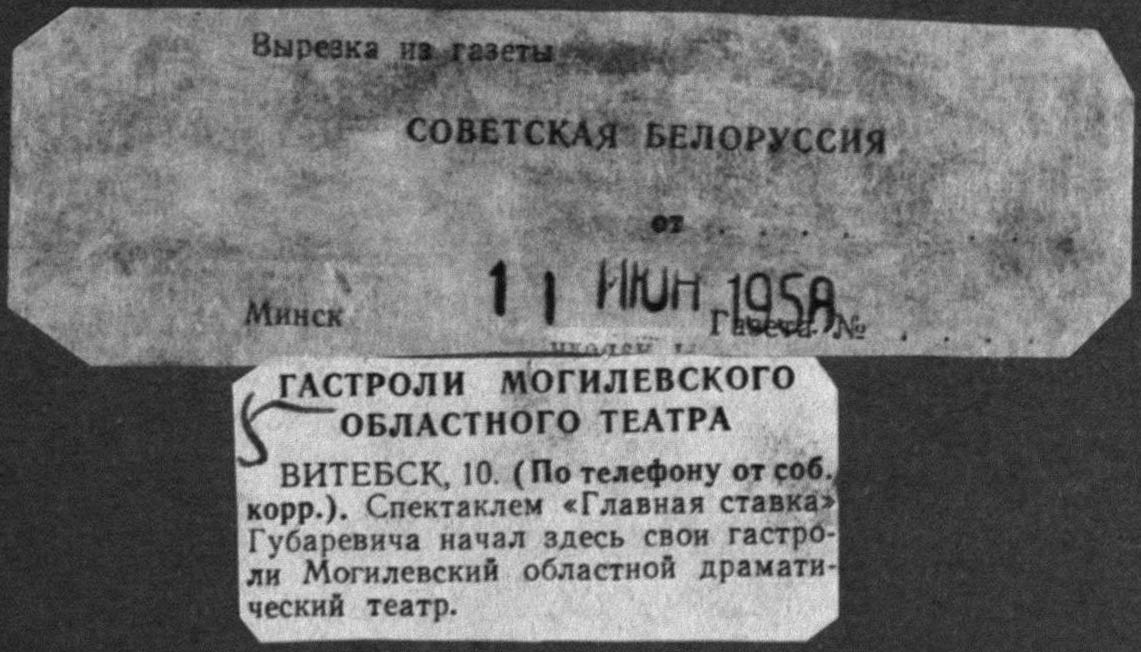 Вырезка из газеты
СОВЕТСКАЯ БЕЛОРУССИЯ
от . . . . .
11 ИЮН 1958
Минск Газета № . . . .
ГАСТРОЛИ МОГИЛЕВСКОГО
ОБЛАСТНОГО ТЕАТРА
ВИТЕБСК, 10. (По телефону от соб.
корр.). Спектаклем «Главная ставка»
Губаревича начал здесь свои гастро-
ли Могилевский областной драмати-
ческий театр.